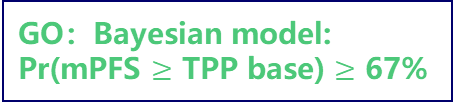 GO：Bayesian model:
Pr(mPFS ≥ TPP base) ≥ 67%